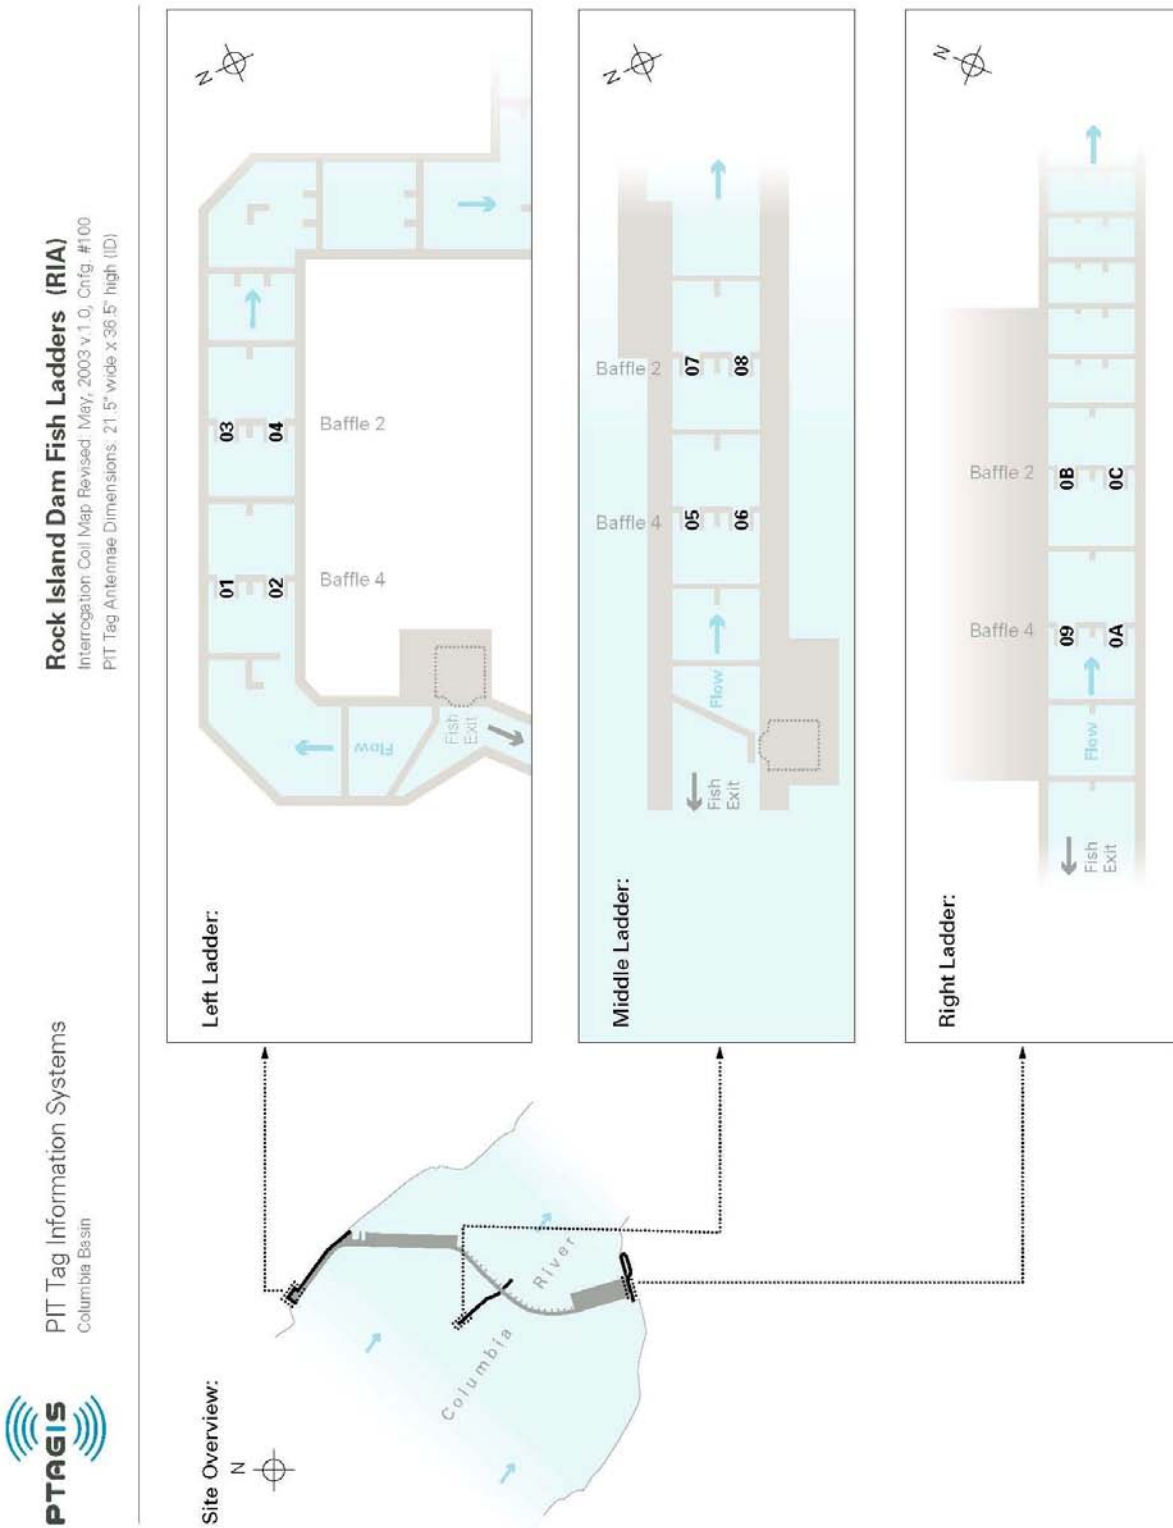 PTAGIS
PIT Tag Information Systems
Columbia Basin
Rock Island Dam Fish Ladders (RIA)
Interrogation Coil Map Revised: May, 2003 v.1.0, Cnfg. #100
PIT Tag Antennae Dimensions: 21.5" wide x 36.5" high (ID)
Site Overview:
N
Columbia
River
Left Ladder:
N
Flow
Fish
Exit
01
02
03
04
Baffle 4
Baffle 2
Middle Ladder:
N
Baffle 4
Baffle 2
Fish
Exit
Flow
05
06
07
08
Right Ladder:
N
Baffle 4
Baffle 2
Fish
Exit
Flow
09
0A
0B
0C